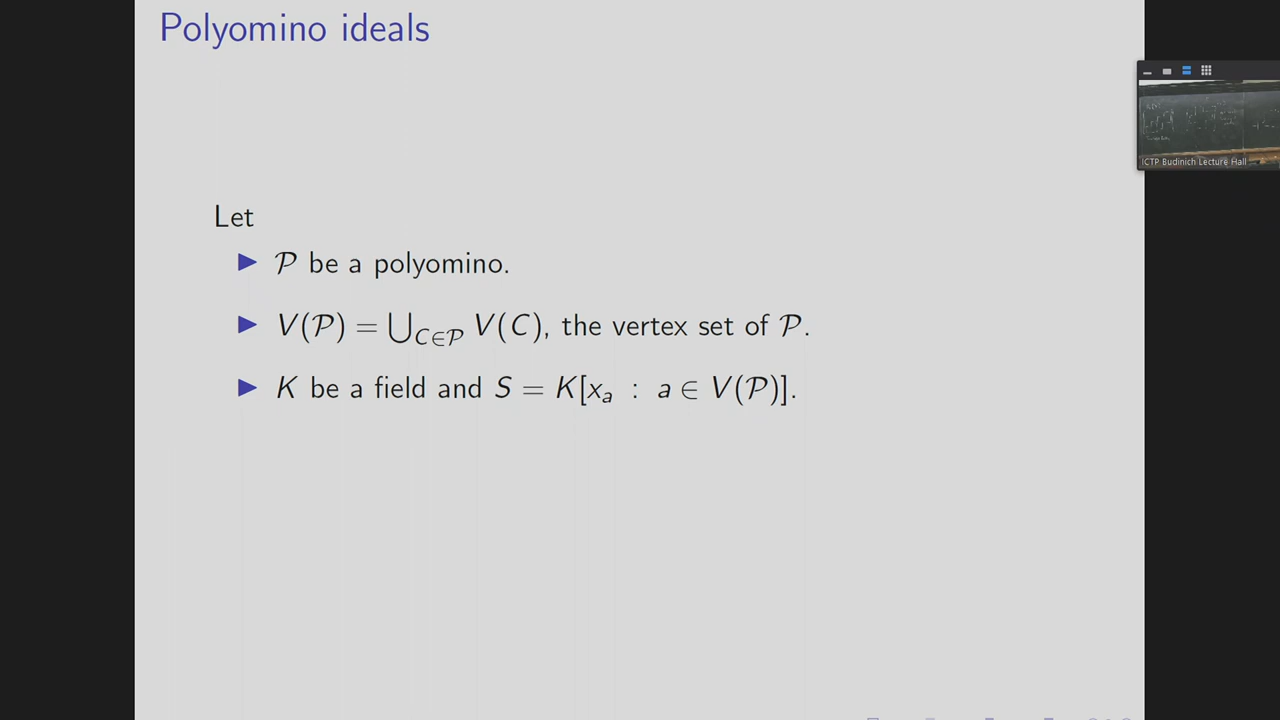 Polyomino ideals
Let
▶ 𝒫 be a polyomino.
▶ V(𝒫) = ⋃_{C∈𝒫} V(C), the vertex set of 𝒫.
▶ K be a field and S = K[x_a : a ∈ V(𝒫)].
ICTP Budinich Lecture Hall